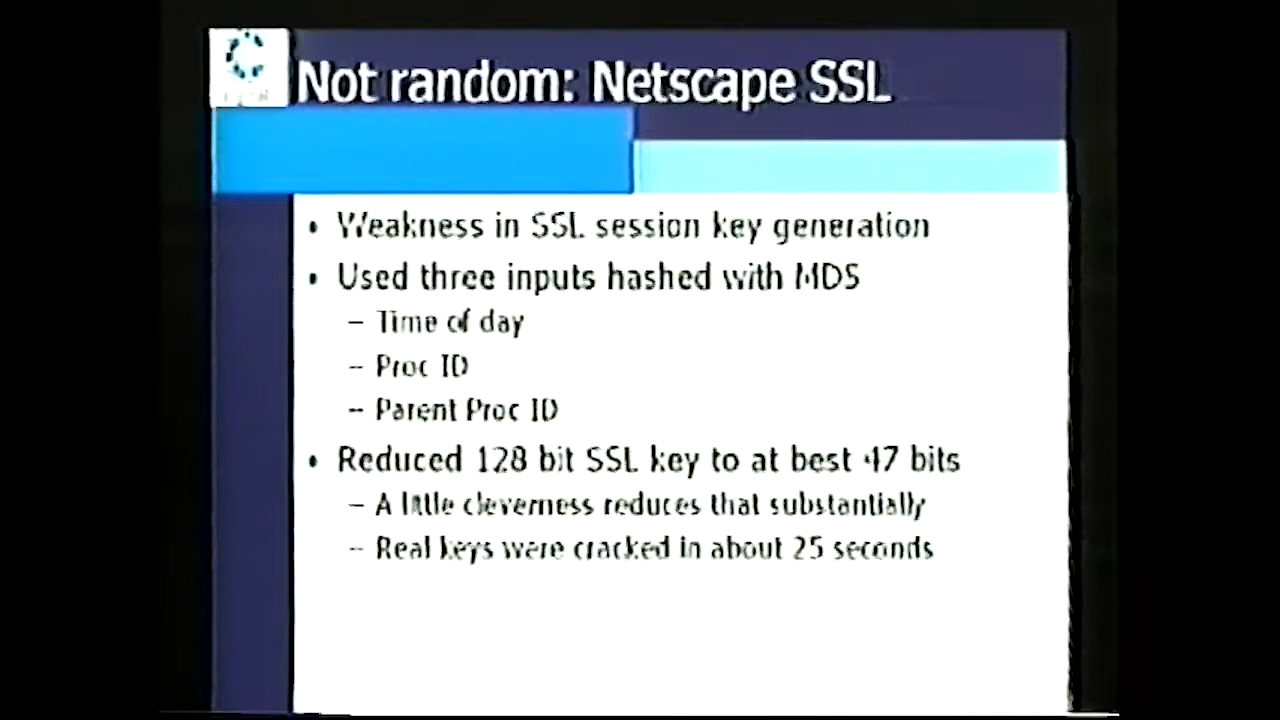 Not random: Netscape SSL
• Weakness in SSL session key generation
• Used three inputs hashed with MD5
– Time of day
– Proc ID
– Parent Proc ID
• Reduced 128 bit SSL key to at best 47 bits
– A little cleverness reduces that substantially
– Real keys were cracked in about 25 seconds